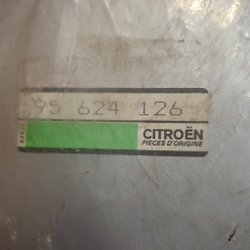 95 624 126
CITROËN
PIECES D'ORIGINE